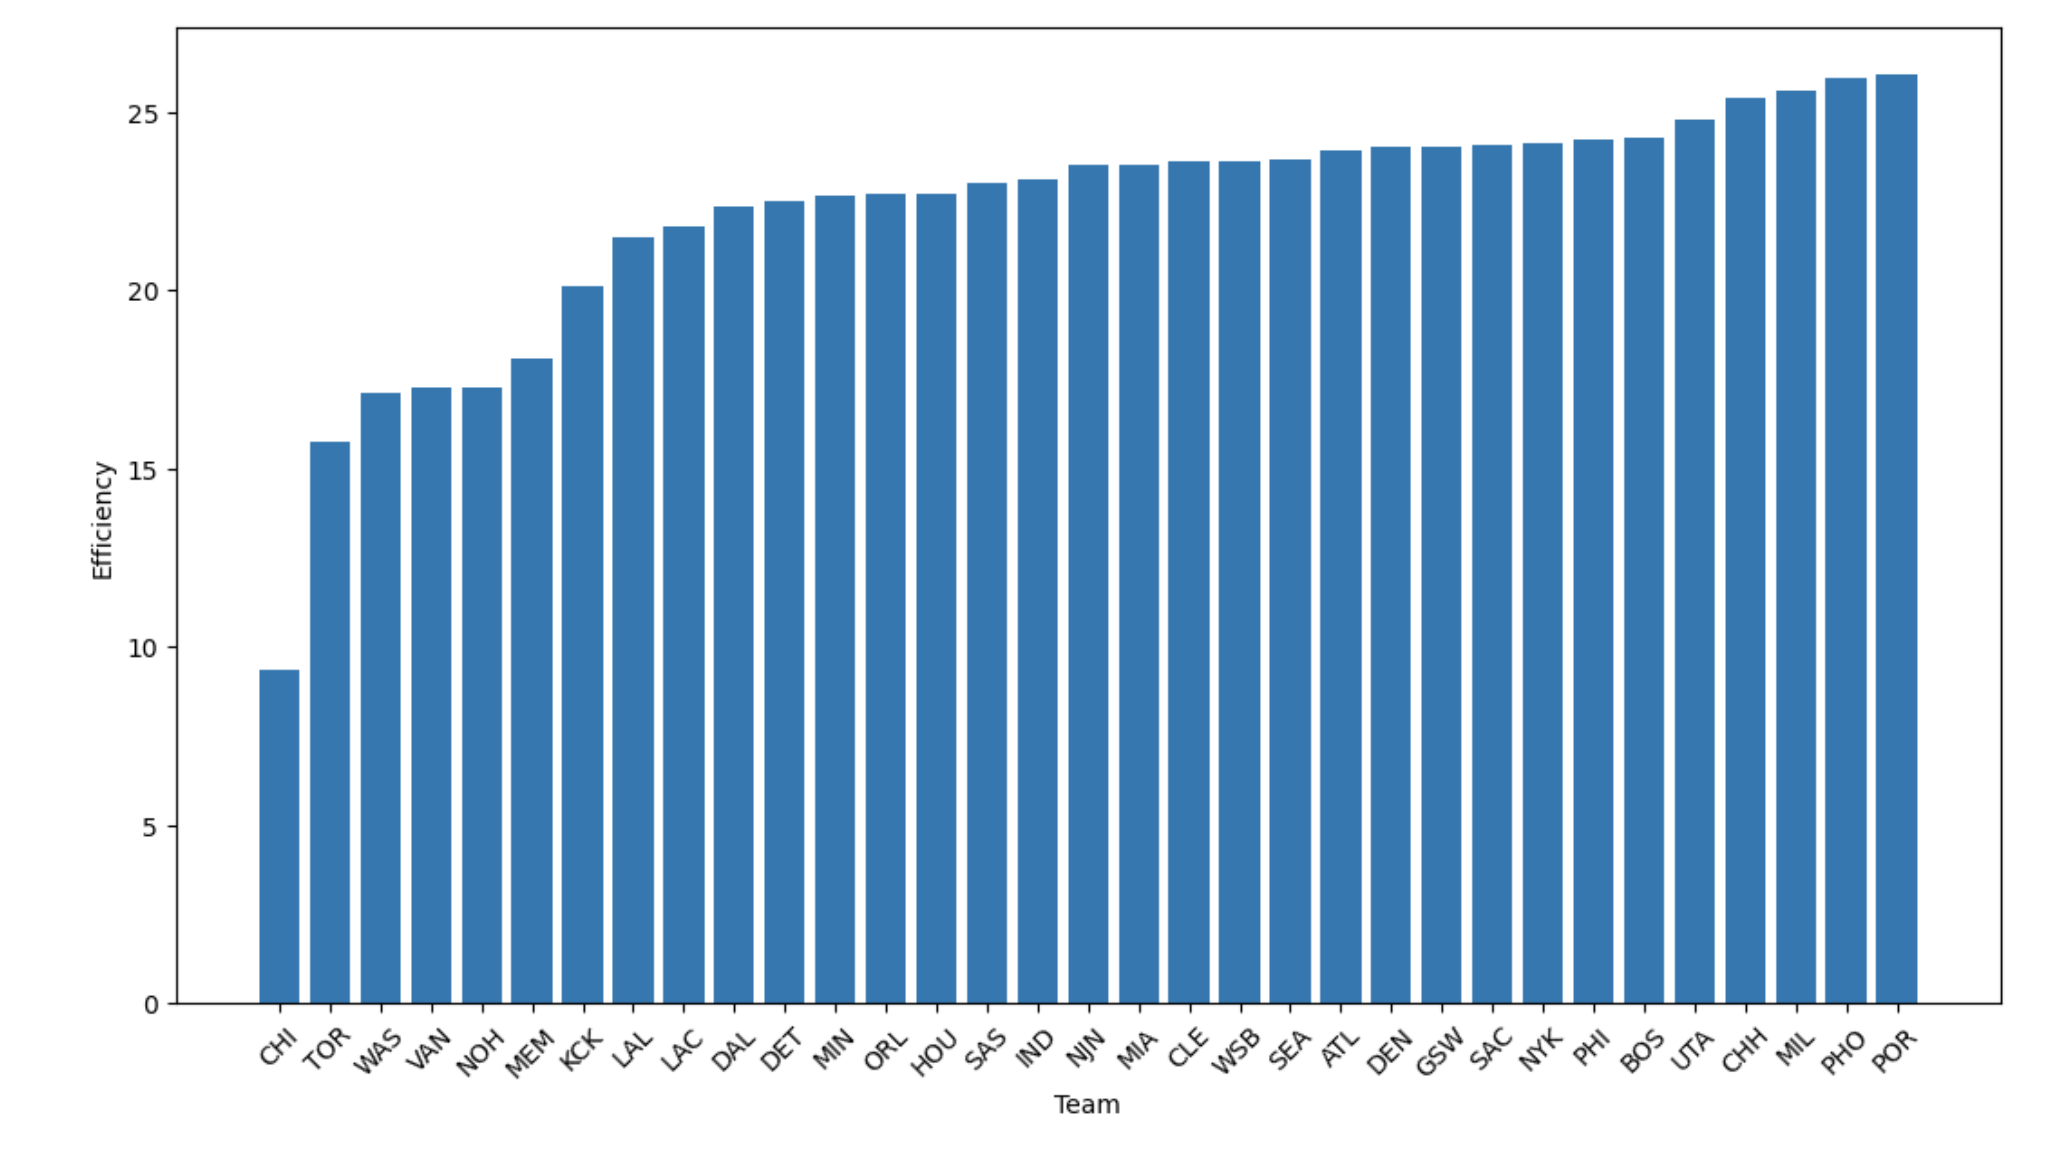 Efficiency
25
20
15
10
5
0
CHI TOR WAS VAN NOH MEM KCK LAL LAC DAL DET MIN ORL HOU SAS IND NJN MIA CLE WSB SEA ATL DEN GSW SAC NYK PHI BOS UTA CHH MIL PHO POR
Team